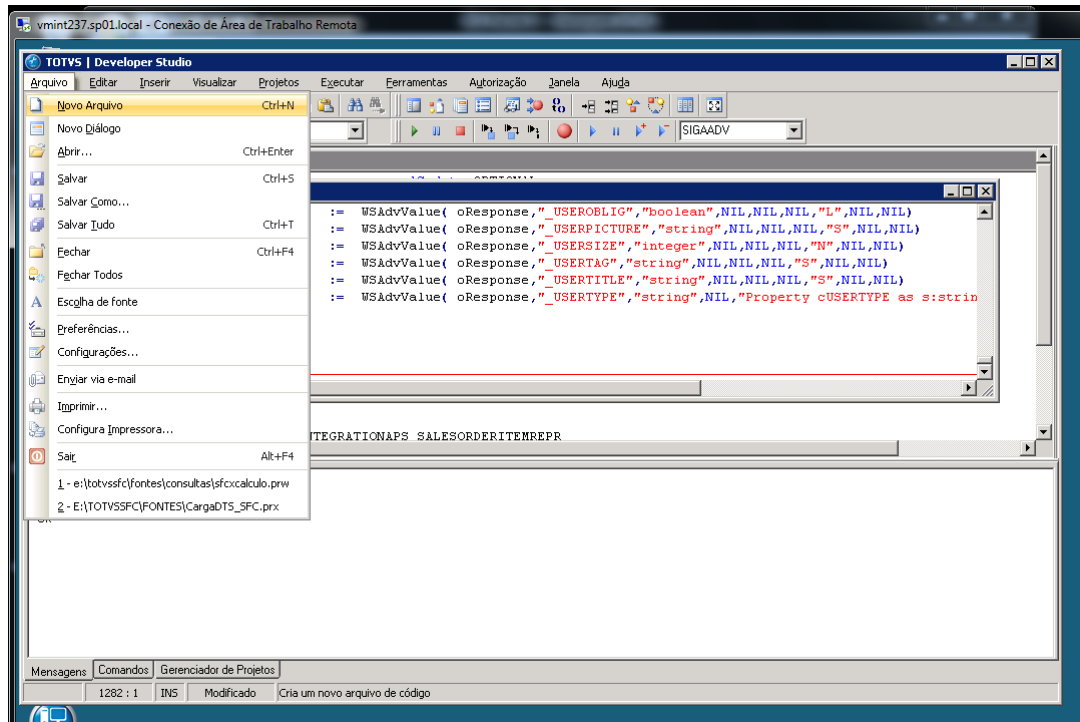 vmint237.sp01.local - Conexão de Área de Trabalho Remota
TOTVS | Developer Studio
Arquivo Editar Inserir Visualizar Projetos Executar Ferramentas Autorização Janela Ajuda
Novo Arquivo Ctrl+N
Novo Diálogo
Abrir... Ctrl+Enter
Salvar Ctrl+S
Salvar Como...
Salvar Tudo Ctrl+T
Fechar Ctrl+F4
Fechar Todos
Escolha de fonte
Preferências...
Configurações...
Enviar via e-mail
Imprimir...
Configura Impressora...
Sair Alt+F4
1 - e:\totvssfc\fontes\consultas\sfcxcalculo.prw
2 - E:\TOTVSSFC\FONTES\CargaDTS_SFC.prx
SIGAADV
:= WSAdvValue( oResponse,"_USEROBLIG","boolean",NIL,NIL,NIL,"L",NIL,NIL)
:= WSAdvValue( oResponse,"_USERPICTURE","string",NIL,NIL,NIL,"S",NIL,NIL)
:= WSAdvValue( oResponse,"_USERSIZE","integer",NIL,NIL,NIL,"N",NIL,NIL)
:= WSAdvValue( oResponse,"_USERTAG","string",NIL,NIL,NIL,"S",NIL,NIL)
:= WSAdvValue( oResponse,"_USERTITLE","string",NIL,NIL,NIL,"S",NIL,NIL)
:= WSAdvValue( oResponse,"_USERTYPE","string",NIL,"Property cUSERTYPE as s:strin
TEGRATIONAPS SALESORDERITEMREPR
Mensagens Comandos Gerenciador de Projetos
1282 : 1 INS Modificado Cria um novo arquivo de código